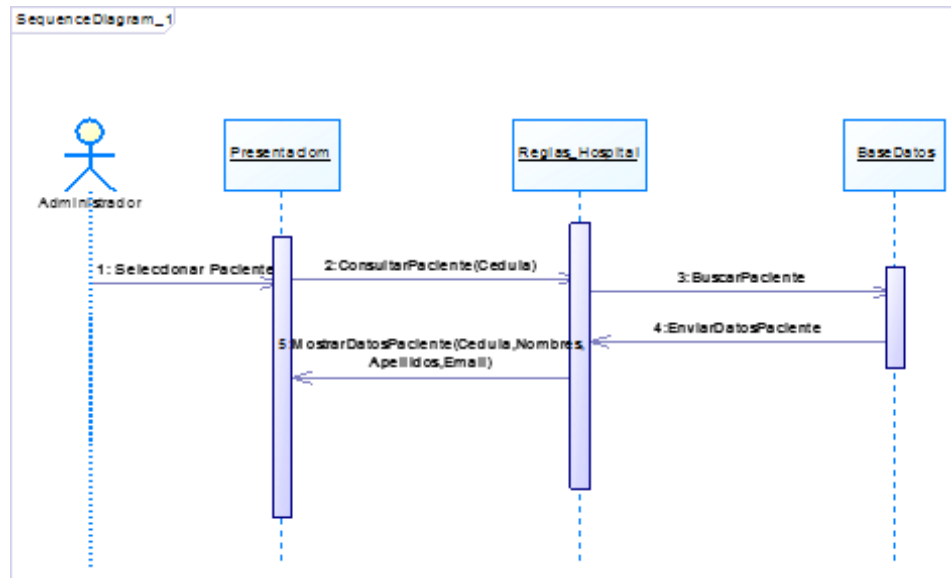 SequenceDiagram_1
Presentaciom
Reglas_Hospital
BaseDatos
Administrador
1: Seleccionar Paciente
2:ConsultarPaciente(Cedula)
3:BuscarPaciente
4:EnviarDatosPaciente
5:MostrarDatosPaciente(Cedula,Nombres,
Apellidos,Email)